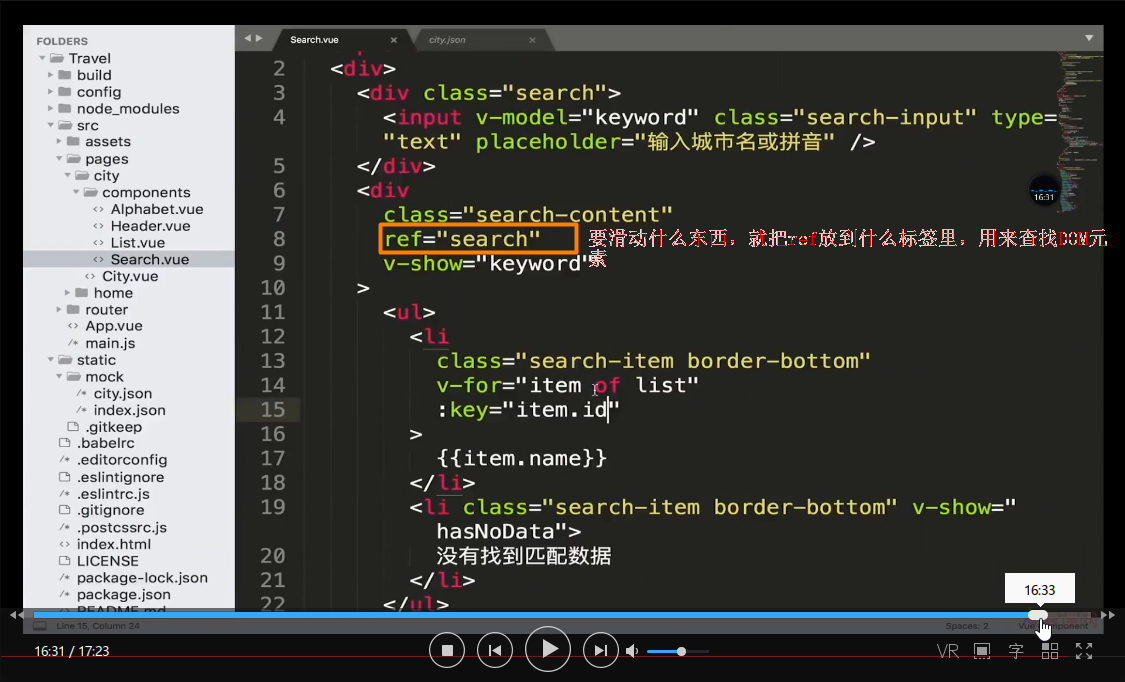 FOLDERS
Travel
build
config
node_modules
src
assets
pages
city
components
Alphabet.vue
Header.vue
List.vue
Search.vue
City.vue
home
router
App.vue
main.js
static
mock
city.json
index.json
.gitkeep
.babelrc
.editorconfig
.eslintignore
.eslintrc.js
.gitignore
.postcssrc.js
index.html
LICENSE
package-lock.json
package.json
README.md
Search.vue
city.json
2 <div>
3 <div class="search">
4 <input v-model="keyword" class="search-input" type=
"text" placeholder="输入城市名或拼音" />
5 </div>
6 <div
7 class="search-content"
8 ref="search"
要滑动什么东西，就把ref放到什么标签里，用来查找DOM元
素
9 v-show="keyword"
10 >
11 <ul>
12 <li
13 class="search-item border-bottom"
14 v-for="item of list"
15 :key="item.id"
16 >
17 {{item.name}}
18 </li>
19 <li class="search-item border-bottom" v-show="
hasNoData">
20 没有找到匹配数据
21 </li>
22 </ul>
16:31
16:33
Line 15, Column 24
Spaces: 2
16:31 / 17:23
VR
字